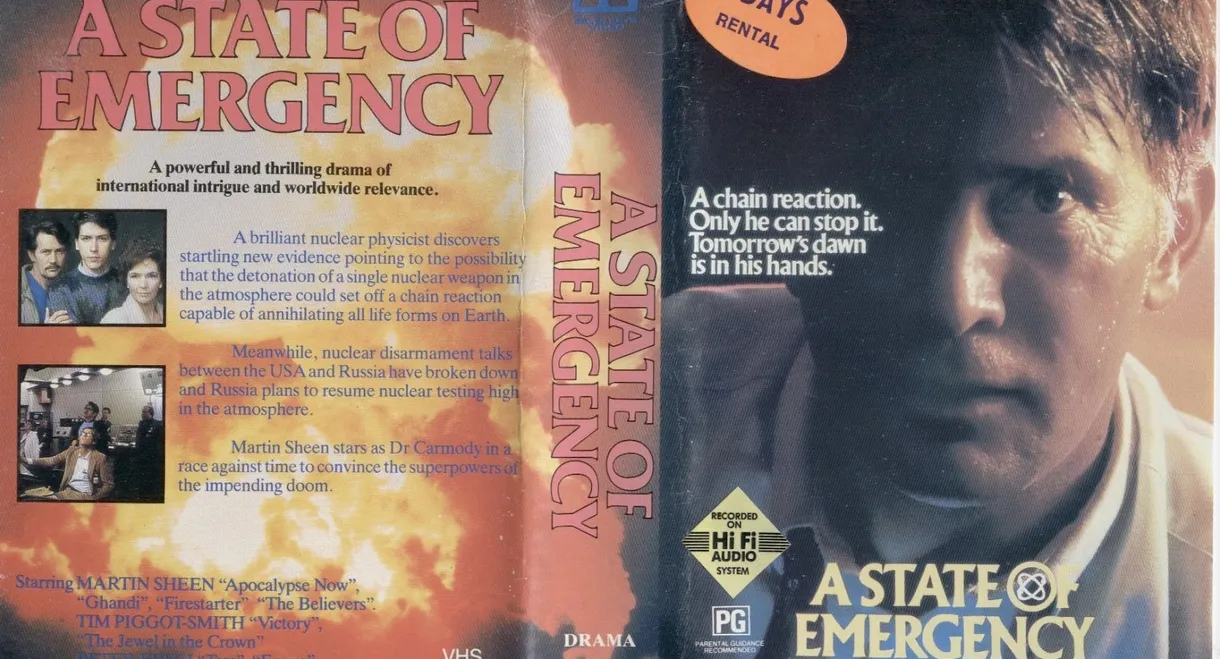 A STATE OF
EMERGENCY
A powerful and thrilling drama of
international intrigue and worldwide relevance.
A brilliant nuclear physicist discovers
startling new evidence pointing to the possibility
that the detonation of a single nuclear weapon in
the atmosphere could set off a chain reaction
capable of annihilating all life forms on Earth.
Meanwhile, nuclear disarmament talks
between the USA and Russia have broken down
and Russia plans to resume nuclear testing high
in the atmosphere.
Martin Sheen stars as Dr Carmody in a
race against time to convince the superpowers of
the impending doom.
Starring MARTIN SHEEN “Apocalypse Now”,
“Ghandi”, “Firestarter” “The Believers”.
TIM PIGGOT-SMITH “Victory”,
“The Jewel in the Crown”
VHS
A STATE OF
EMERGENCY
DRAMA
DAYS
RENTAL
A chain reaction.
Only he can stop it.
Tomorrow's dawn
is in his hands.
RECORDED
ON
Hi Fi
AUDIO
SYSTEM
PG
PARENTAL GUIDANCE
RECOMMENDED
A STATE OF
EMERGENCY